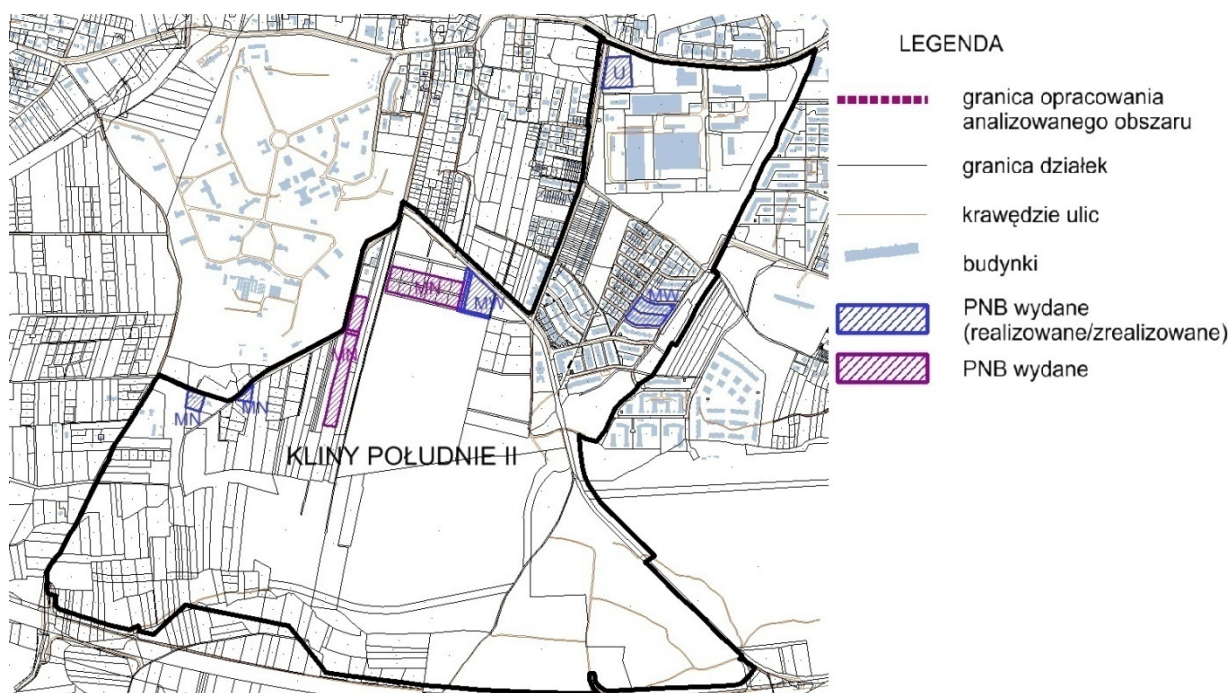 U
MW
MN
MW
MN
MN
MN
KLINY POŁUDNIE II
LEGENDA
granica opracowania
analizowanego obszaru
granica działek
krawędzie ulic
budynki
PNB wydane
(realizowane/zrealizowane)
PNB wydane